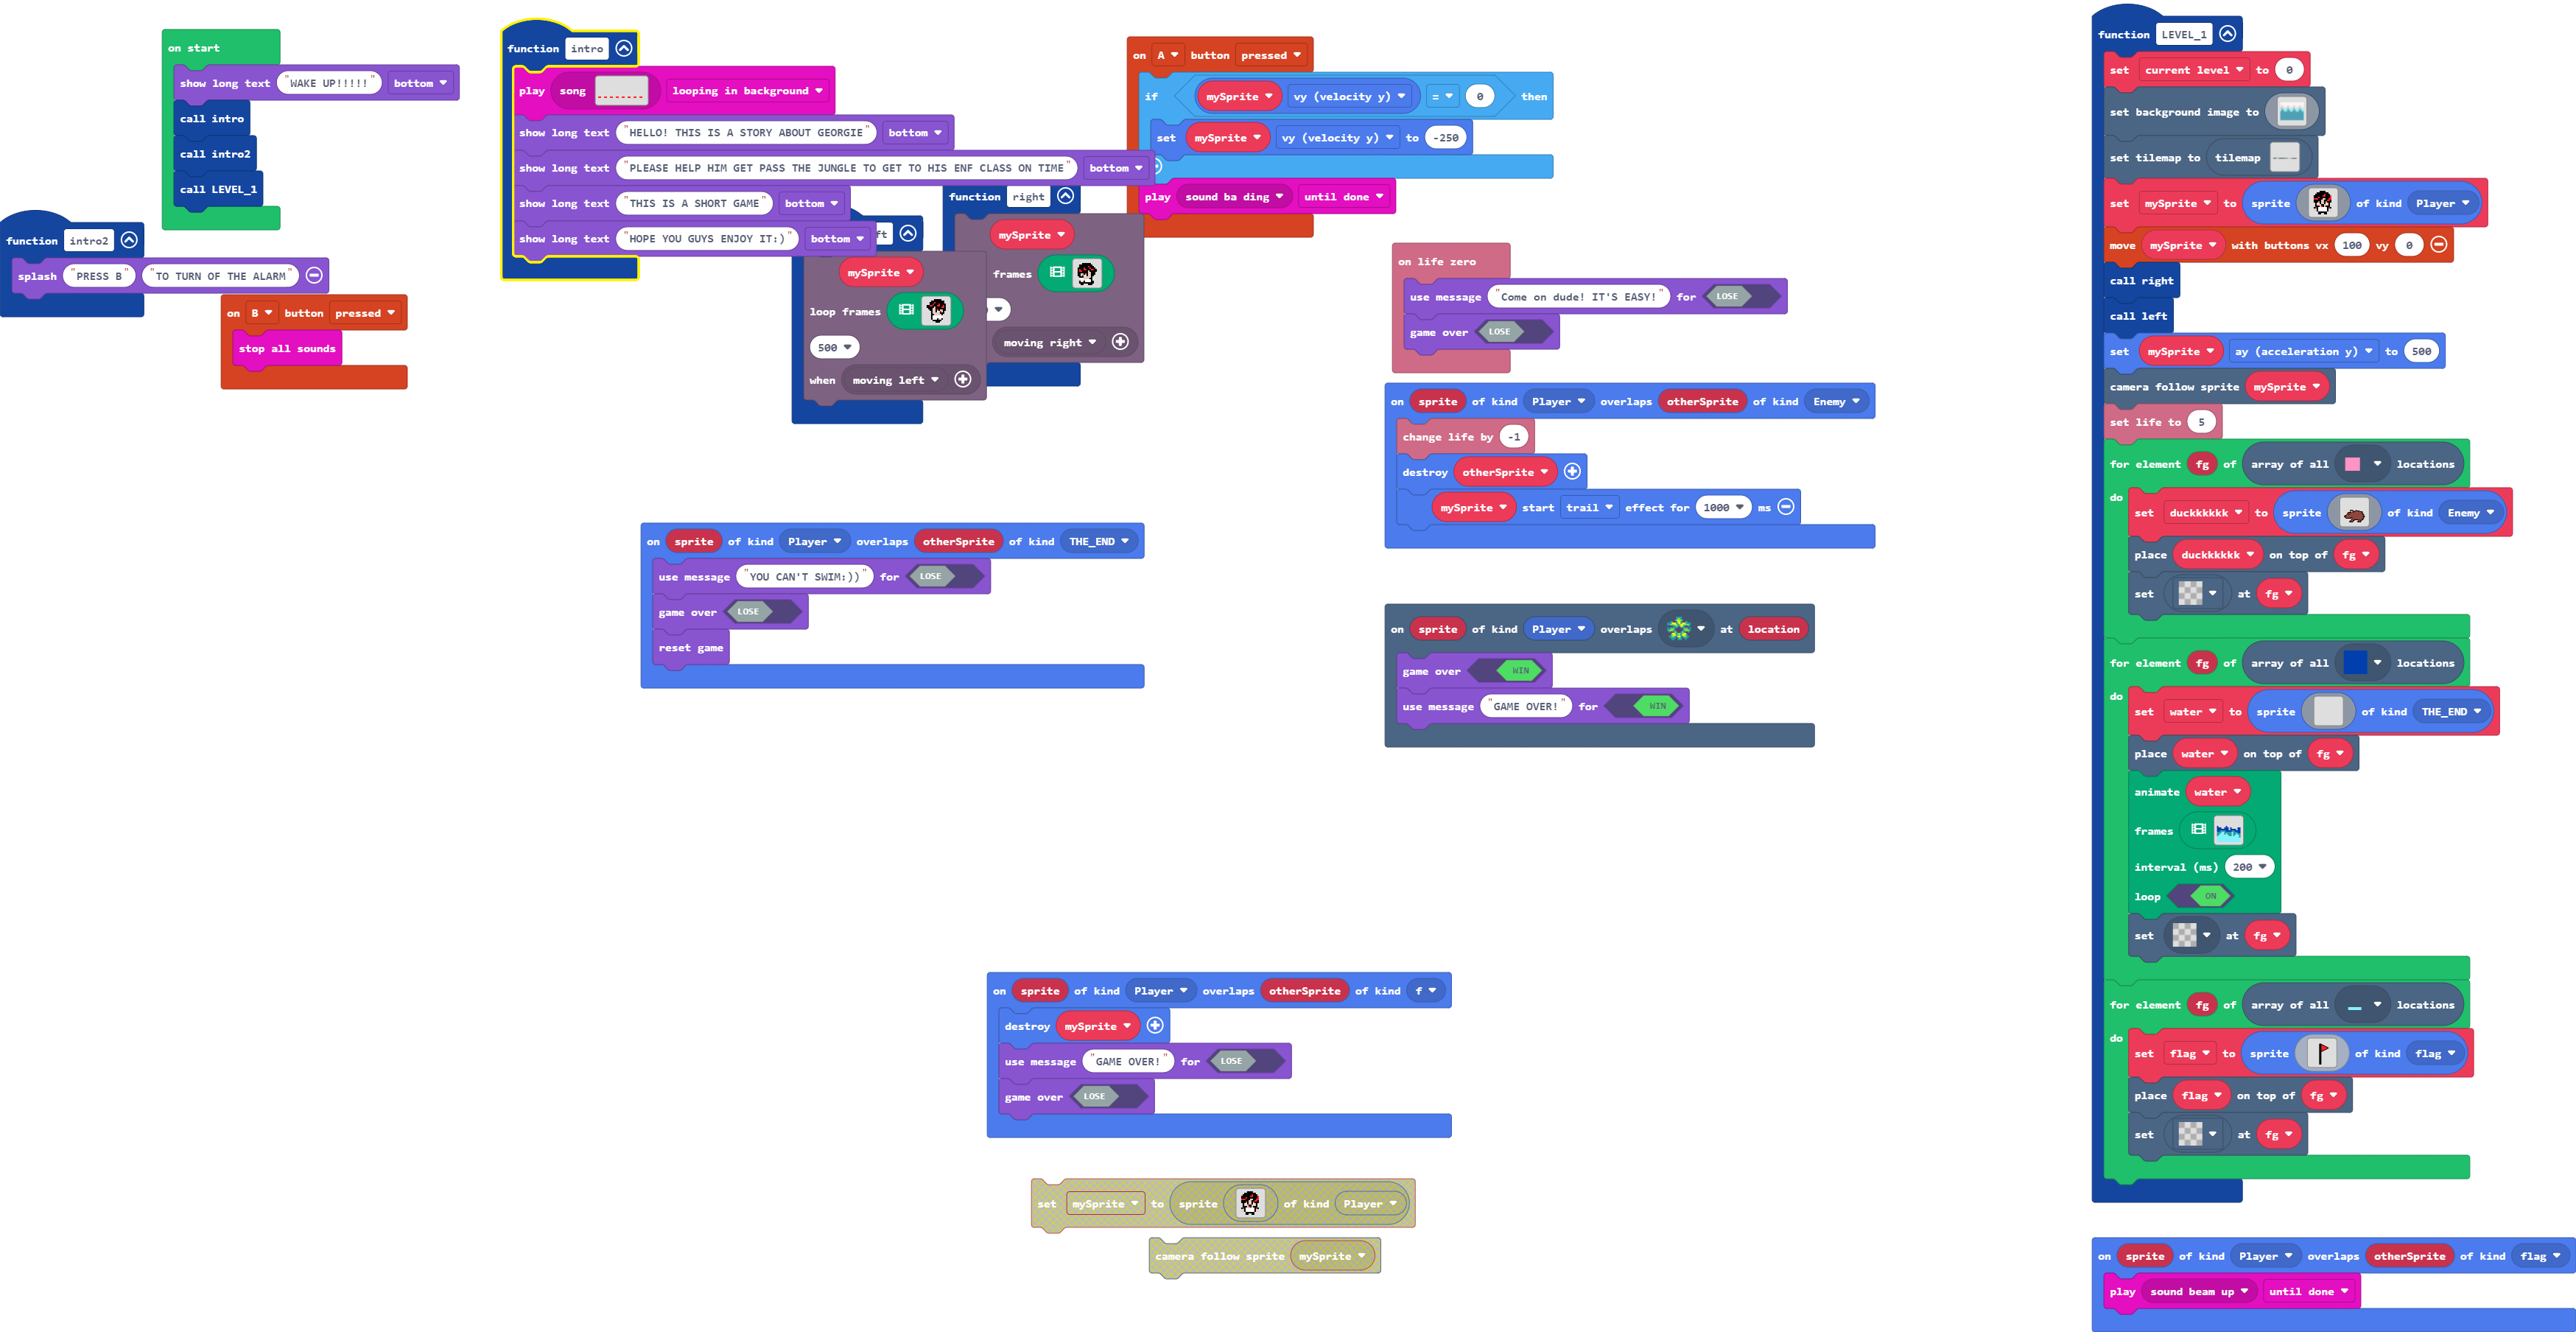 on start
show long text "WAKE UP!!!!!" bottom
call intro
call intro2
call LEVEL_1
function intro2
splash "PRESS B" "TO TURN OF THE ALARM"
on B button pressed
stop all sounds
function intro
play song looping in background
show long text "HELLO! THIS IS A STORY ABOUT GEORGIE" bottom
show long text "PLEASE HELP HIM GET PASS THE JUNGLE TO GET TO HIS ENF CLASS ON TIME" bottom
show long text "THIS IS A SHORT GAME" bottom
show long text "HOPE YOU GUYS ENJOY IT:)" bottom
ft
mySprite
loop frames
500
when moving left
function right
mySprite
frames
moving right
on A button pressed
if mySprite vy (velocity y) = 0 then
set mySprite vy (velocity y) to -250
play sound ba ding until done
on life zero
use message "Come on dude! IT'S EASY!" for LOSE
game over LOSE
on sprite of kind Player overlaps otherSprite of kind Enemy
change life by -1
destroy otherSprite
mySprite start trail effect for 1000 ms
on sprite of kind Player overlaps otherSprite of kind THE_END
use message "YOU CAN'T SWIM:))" for LOSE
game over LOSE
reset game
on sprite of kind Player overlaps at location
game over WIN
use message "GAME OVER!" for WIN
on sprite of kind Player overlaps otherSprite of kind f
destroy mySprite
use message "GAME OVER!" for LOSE
game over LOSE
set mySprite to sprite of kind Player
camera follow sprite mySprite
function LEVEL_1
set current level to 0
set background image to
set tilemap to tilemap
set mySprite to sprite of kind Player
move mySprite with buttons vx 100 vy 0
call right
call left
set mySprite ay (acceleration y) to 500
camera follow sprite mySprite
set life to 5
for element fg of array of all locations
do
set duckkkkkk to sprite of kind Enemy
place duckkkkkk on top of fg
set at fg
for element fg of array of all locations
do
set water to sprite of kind THE_END
place water on top of fg
animate water
frames
interval (ms) 200
loop ON
set at fg
for element fg of array of all locations
do
set flag to sprite of kind flag
place flag on top of fg
set at fg
on sprite of kind Player overlaps otherSprite of kind flag
play sound beam up until done